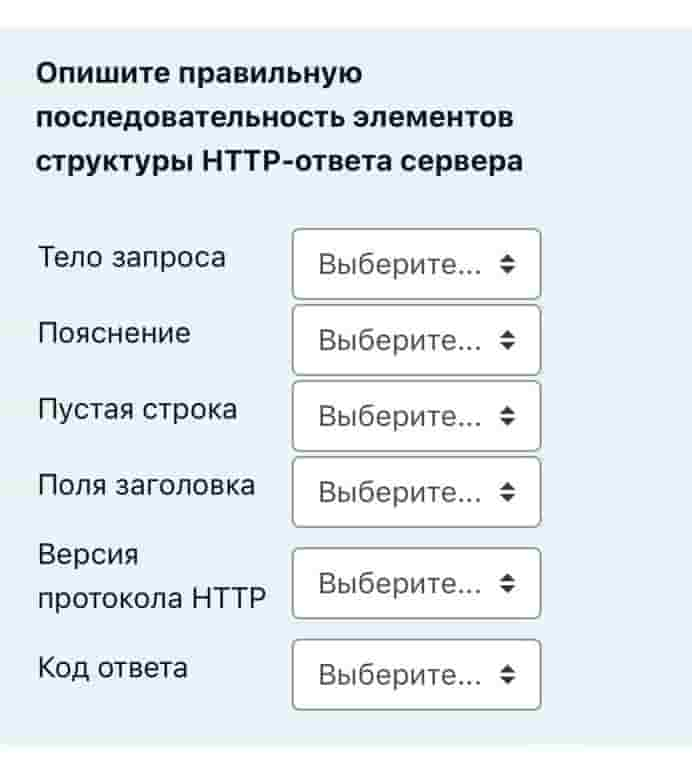 Опишите правильную
последовательность элементов
структуры HTTP-ответа сервера
Тело запроса
Выберите...
Пояснение
Выберите...
Пустая строка
Выберите...
Поля заголовка
Выберите...
Версия
протокола HTTP
Выберите...
Код ответа
Выберите...